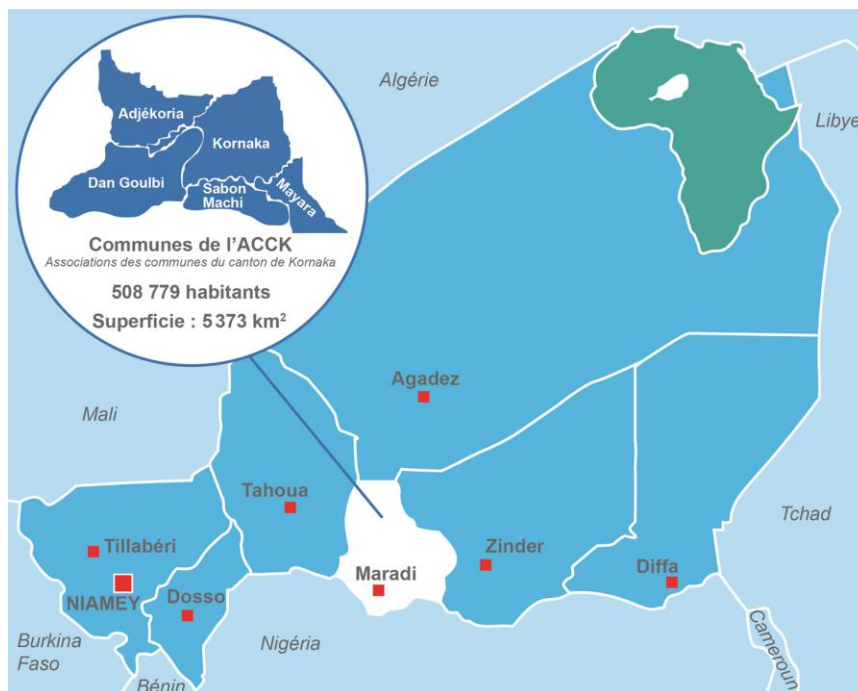 Algérie
Libye
Adjékoria
Kornaka
Dan Goulbi
Sabon
Machi
Mayara
Communes de l'ACCK
Associations des communes du canton de Kornaka
508 779 habitants
Superficie : 5 373 km²
Agadez
Mali
Tahoua
Tchad
Tillabéri
Zinder
Diffa
Maradi
NIAMEY
Dosso
Burkina
Faso
Nigéria
Cameroun
Bénin